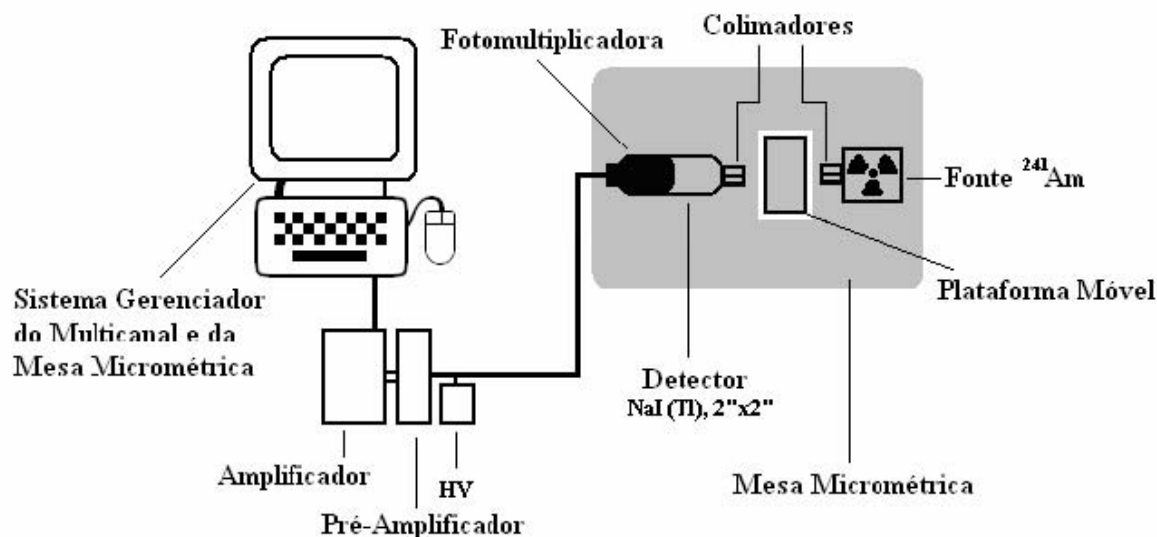 Colimadores
Fotomultiplicadora
Fonte ²⁴¹Am
Plataforma Móvel
Sistema Gerenciador
do Multicanal e da
Mesa Micrométrica
Detector
NaI (Tl), 2"x2"
Amplificador
HV
Mesa Micrométrica
Pré-Amplificador